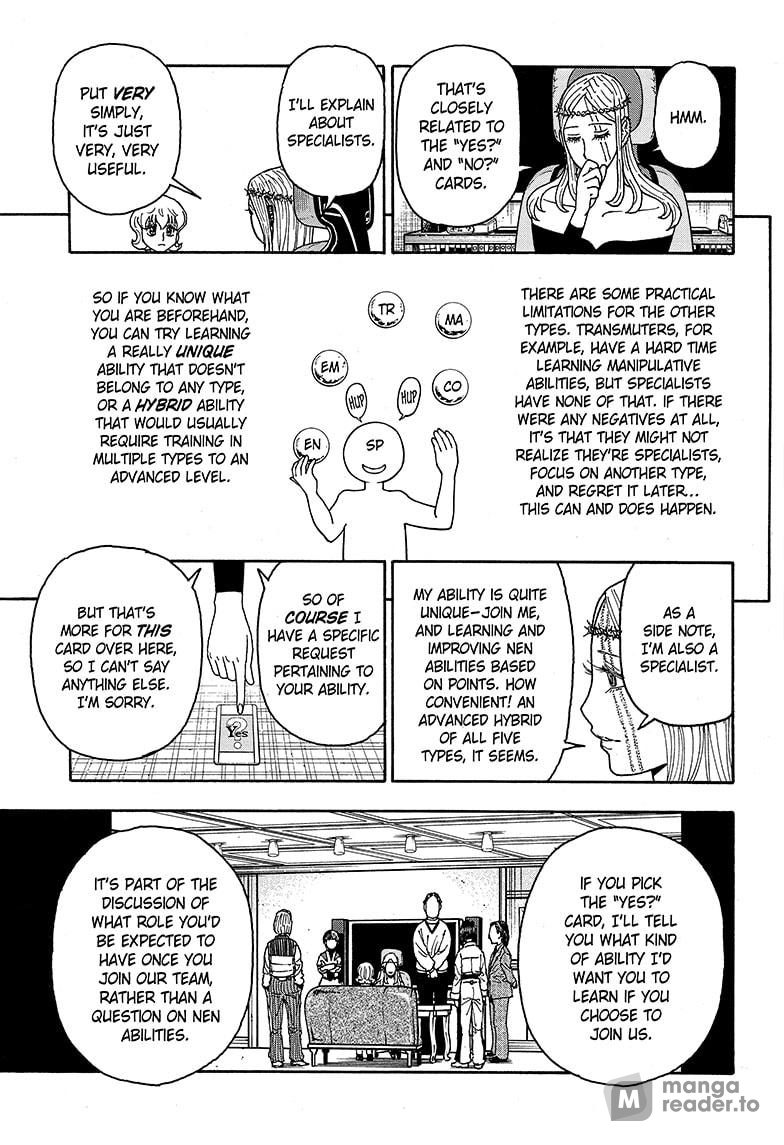 HMM.
THAT'S
CLOSELY
RELATED TO
THE "YES?"
AND "NO?"
CARDS.
I'LL EXPLAIN
ABOUT
SPECIALISTS.
PUT VERY
SIMPLY,
IT'S JUST
VERY, VERY
USEFUL.
THERE ARE SOME PRACTICAL
LIMITATIONS FOR THE OTHER
TYPES. TRANSMUTERS, FOR
EXAMPLE, HAVE A HARD TIME
LEARNING MANIPULATIVE
ABILITIES, BUT SPECIALISTS
HAVE NONE OF THAT. IF THERE
WERE ANY NEGATIVES AT ALL,
IT'S THAT THEY MIGHT NOT
REALIZE THEY'RE SPECIALISTS,
FOCUS ON ANOTHER TYPE,
AND REGRET IT LATER...
THIS CAN AND DOES HAPPEN.
TR
MA
EM
CO
HUP
HUP
EN
SP
SO IF YOU KNOW WHAT
YOU ARE BEFOREHAND,
YOU CAN TRY LEARNING
A REALLY UNIQUE
ABILITY THAT DOESN'T
BELONG TO ANY TYPE,
OR A HYBRID ABILITY
THAT WOULD USUALLY
REQUIRE TRAINING IN
MULTIPLE TYPES TO AN
ADVANCED LEVEL.
AS A
SIDE NOTE,
I'M ALSO A
SPECIALIST.
MY ABILITY IS QUITE
UNIQUE–JOIN ME,
AND LEARNING AND
IMPROVING NEN
ABILITIES BASED
ON POINTS. HOW
CONVENIENT! AN
ADVANCED HYBRID
OF ALL FIVE
TYPES, IT SEEMS.
SO OF
COURSE I
HAVE A SPECIFIC
REQUEST
PERTAINING TO
YOUR ABILITY.
?
Yes
BUT THAT'S
MORE FOR THIS
CARD OVER HERE,
SO I CAN'T SAY
ANYTHING ELSE.
I'M SORRY.
IF YOU PICK
THE "YES?"
CARD, I'LL TELL
YOU WHAT KIND
OF ABILITY I'D
WANT YOU TO
LEARN IF YOU
CHOOSE TO
JOIN US.
IT'S PART OF THE
DISCUSSION OF
WHAT ROLE YOU'D
BE EXPECTED TO
HAVE ONCE YOU
JOIN OUR TEAM,
RATHER THAN A
QUESTION ON NEN
ABILITIES.
M manga
reader.to